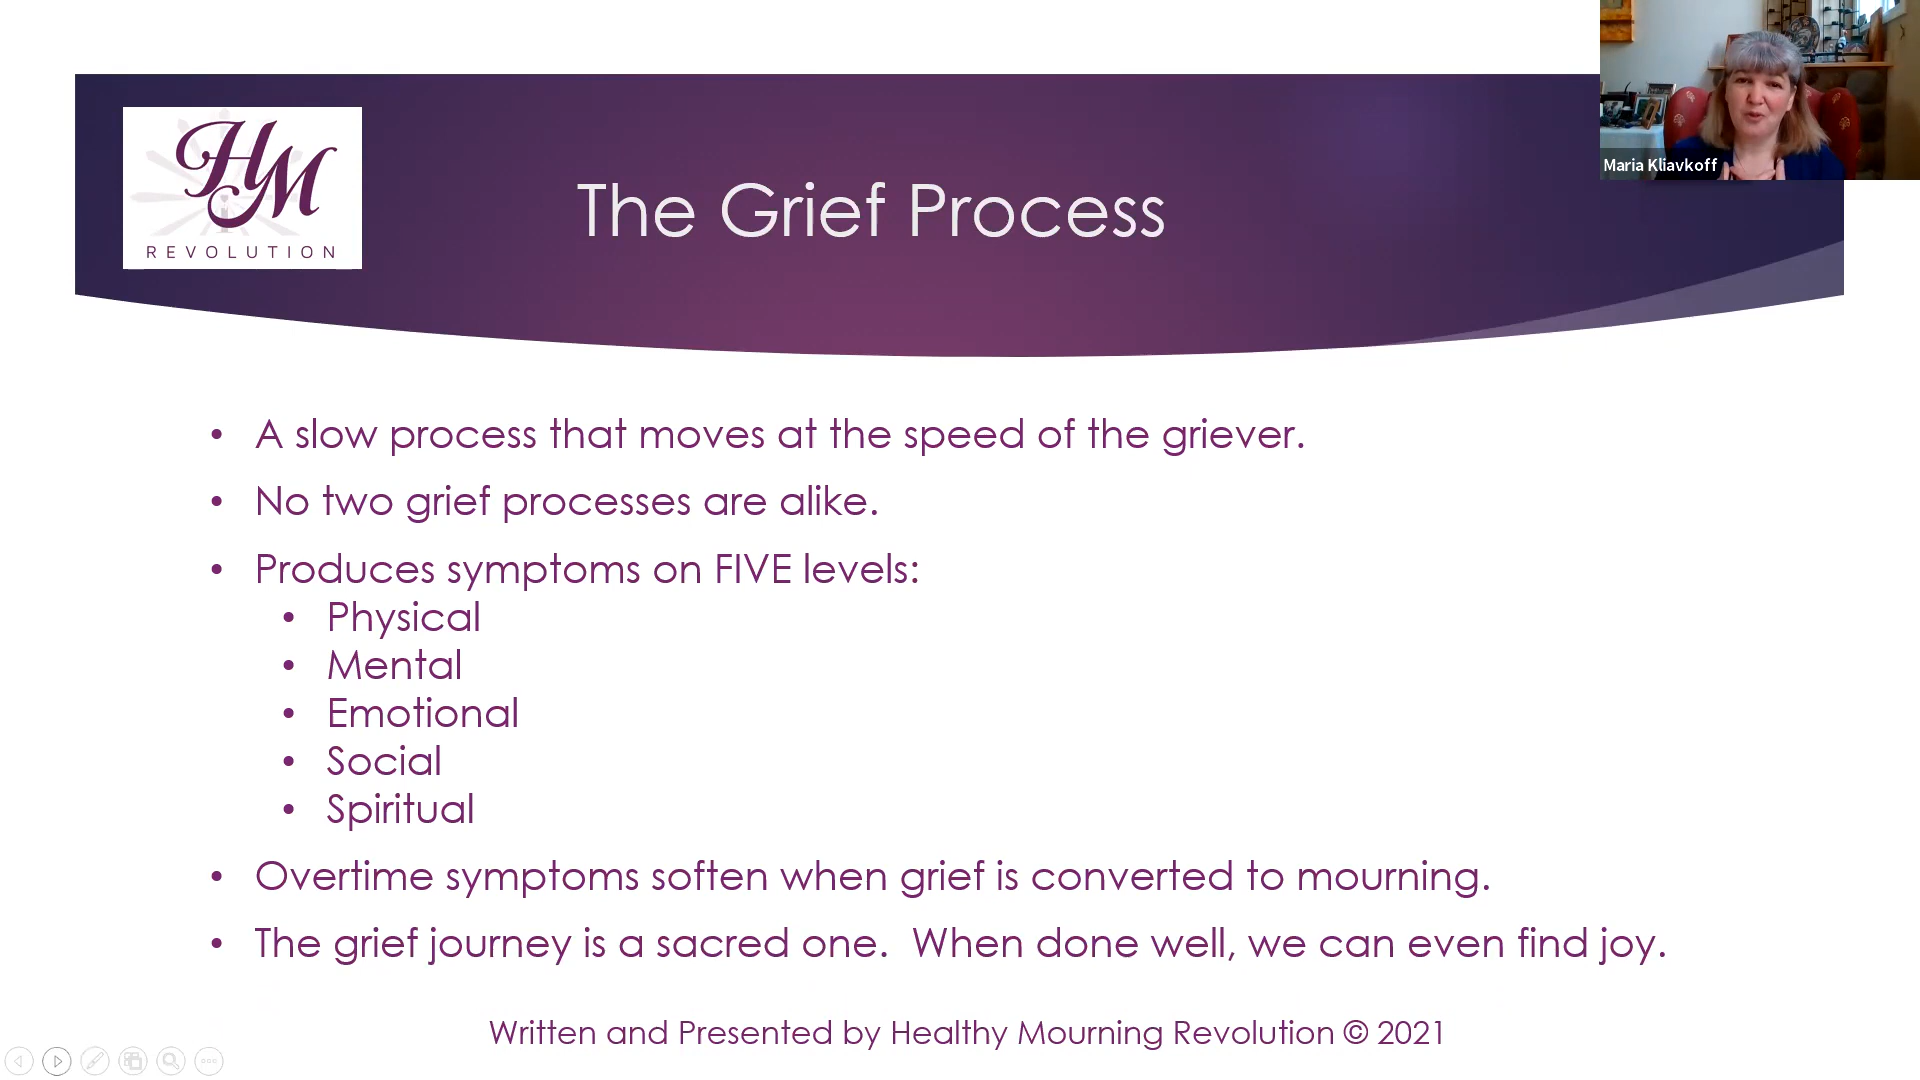 HM
REVOLUTION
The Grief Process
Maria Kliavkoff
• A slow process that moves at the speed of the griever.
• No two grief processes are alike.
• Produces symptoms on FIVE levels:
• Physical
• Mental
• Emotional
• Social
• Spiritual
• Overtime symptoms soften when grief is converted to mourning.
• The grief journey is a sacred one.  When done well, we can even find joy.
Written and Presented by Healthy Mourning Revolution © 2021